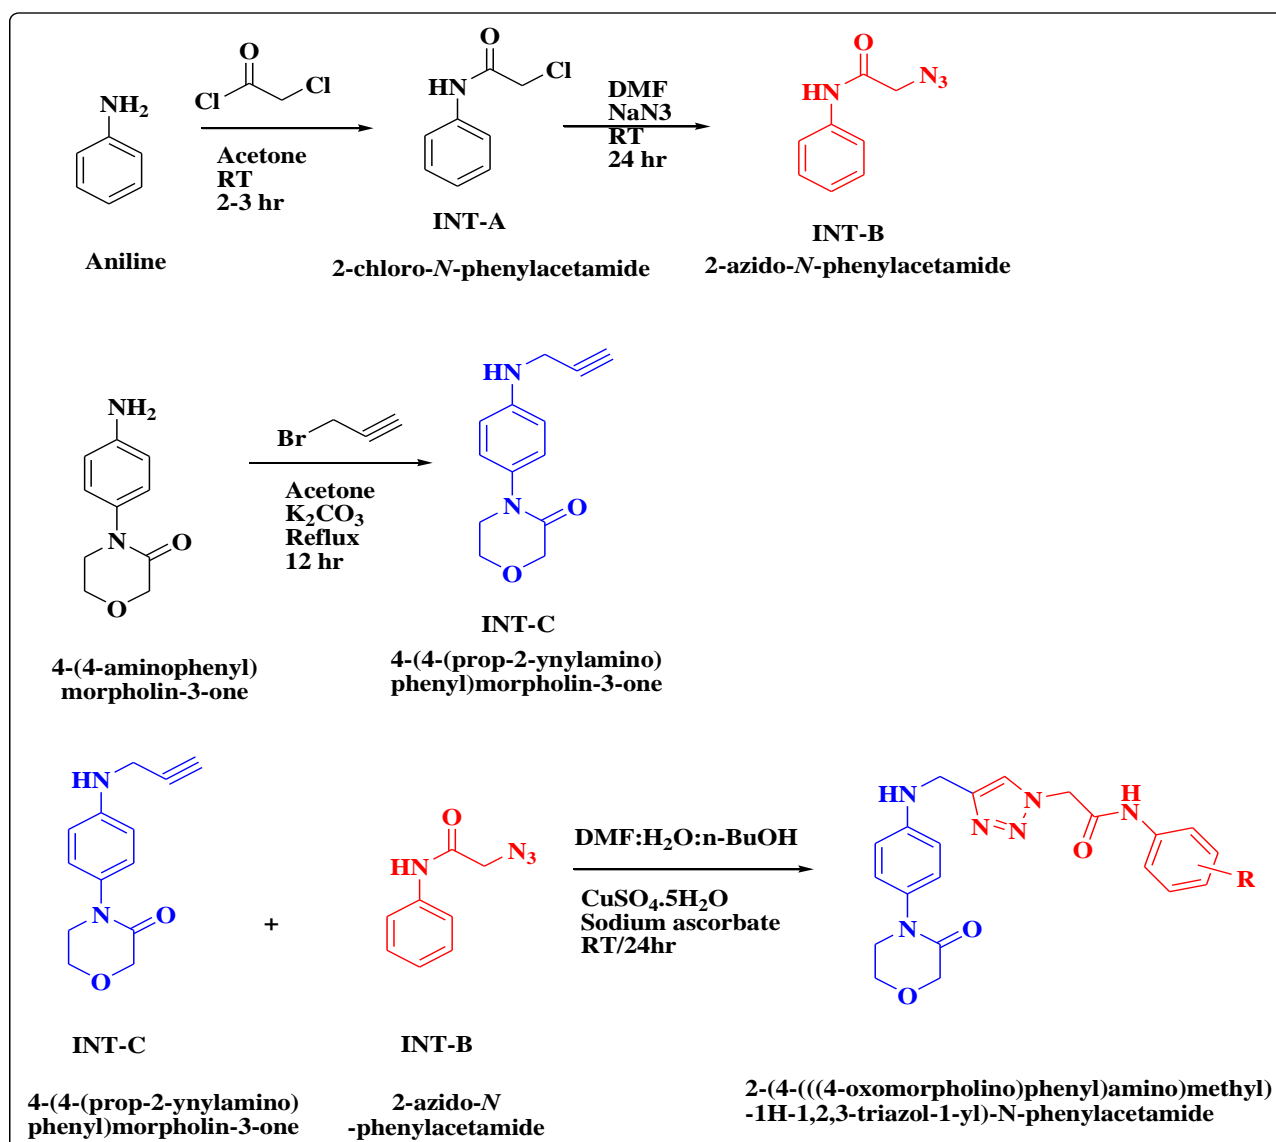 O
Cl
Cl
NH2
Acetone
RT
2-3 hr
Aniline
O
HN
Cl
INT-A
2-chloro-N-phenylacetamide
DMF
NaN3
RT
24 hr
O
HN
N3
INT-B
2-azido-N-phenylacetamide
NH2
N
O
O
4-(4-aminophenyl)
morpholin-3-one
Br
Acetone
K2CO3
Reflux
12 hr
HN
N
O
O
INT-C
4-(4-(prop-2-ynylamino)
phenyl)morpholin-3-one
HN
N
O
O
INT-C
4-(4-(prop-2-ynylamino)
phenyl)morpholin-3-one
+
O
HN
N3
INT-B
2-azido-N
-phenylacetamide
DMF:H2O:n-BuOH
CuSO4.5H2O
Sodium ascorbate
RT/24hr
HN
N
N
N
O
H
N
R
N
O
O
2-(4-(((4-oxomorpholino)phenyl)amino)methyl)
-1H-1,2,3-triazol-1-yl)-N-phenylacetamide